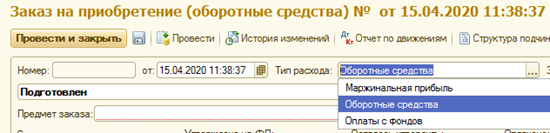 Заказ на приобретение (оборотные средства) № от 15.04.2020 11:38:37
Провести и закрыть Провести История изменений Дт Кт Отчет по движениям Структура подчин
Номер: от: 15.04.2020 11:38:37 Тип расхода: Оборотные средства ...
Маржинальная прибыль
Подготовлен
Оборотные средства
Предмет заказа:
Оплаты с фондов